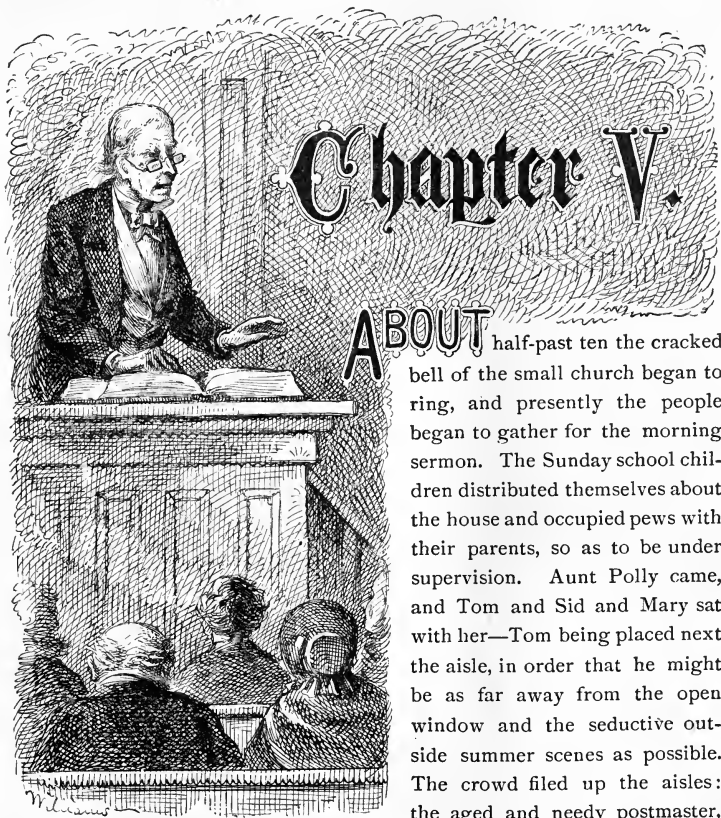 Chapter V.
ABOUT half-past ten the cracked
bell of the small church began to
ring, and presently the people
began to gather for the morning
sermon. The Sunday school chil-
dren distributed themselves about
the house and occupied pews with
their parents, so as to be under
supervision. Aunt Polly came,
and Tom and Sid and Mary sat
with her—Tom being placed next
the aisle, in order that he might
be as far away from the open
window and the seductive out-
side summer scenes as possible.
The crowd filed up the aisles:
the aged and needy postmaster,